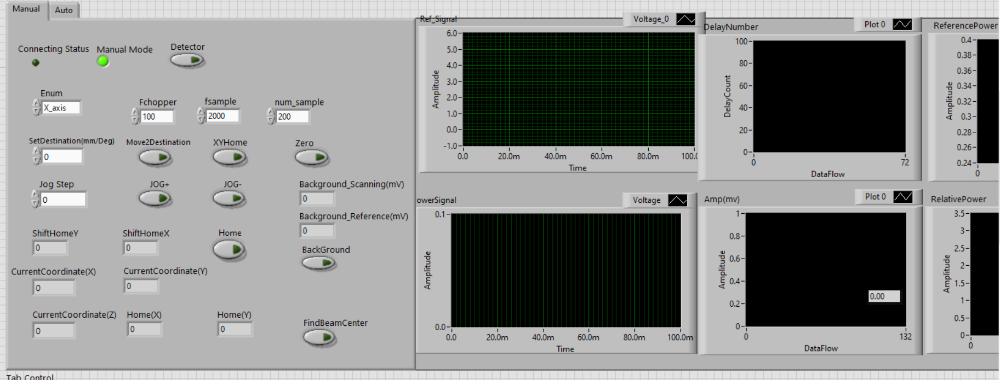 Manual
Auto
Connecting Status
Manual Mode
Detector
Enum
X_axis
Fchopper
100
fsample
2000
num_sample
200
SetDestination(mm/Deg)
0
Move2Destination
XYHome
Zero
Jog Step
0
JOG+
JOG-
Background_Scanning(mV)
0
Background_Reference(mV)
0
ShiftHomeY
0
ShiftHomeX
0
Home
BackGround
CurrentCoordinate(X)
0
CurrentCoordinate(Y)
0
CurrentCoordinate(Z)
0
Home(X)
0
Home(Y)
0
FindBeamCenter
Tab Control
Ref_Signal
Voltage_0
6.0
5.0
4.0
3.0
2.0
1.0
0.0
-1.0
Amplitude
0.0
20.0m
40.0m
60.0m
80.0m
100.0
Time
owerSignal
Voltage
0.1
0.0
Amplitude
0.0
20.0m
40.0m
60.0m
80.0m
100.0m
Time
DelayNumber
Plot 0
100
80
60
40
20
0
DelayCount
0
72
DataFlow
Amp(mv)
Plot 0
1
0.8
0.6
0.4
0.2
0
Amplitude
0.00
0
132
DataFlow
ReferencePower
0.4
0.38
0.36
0.34
0.32
0.3
0.28
0.26
0.24
Amplitude
0
RelativePower
3.5
3
2.5
2
1.5
1
0.5
0
Amplitude
0